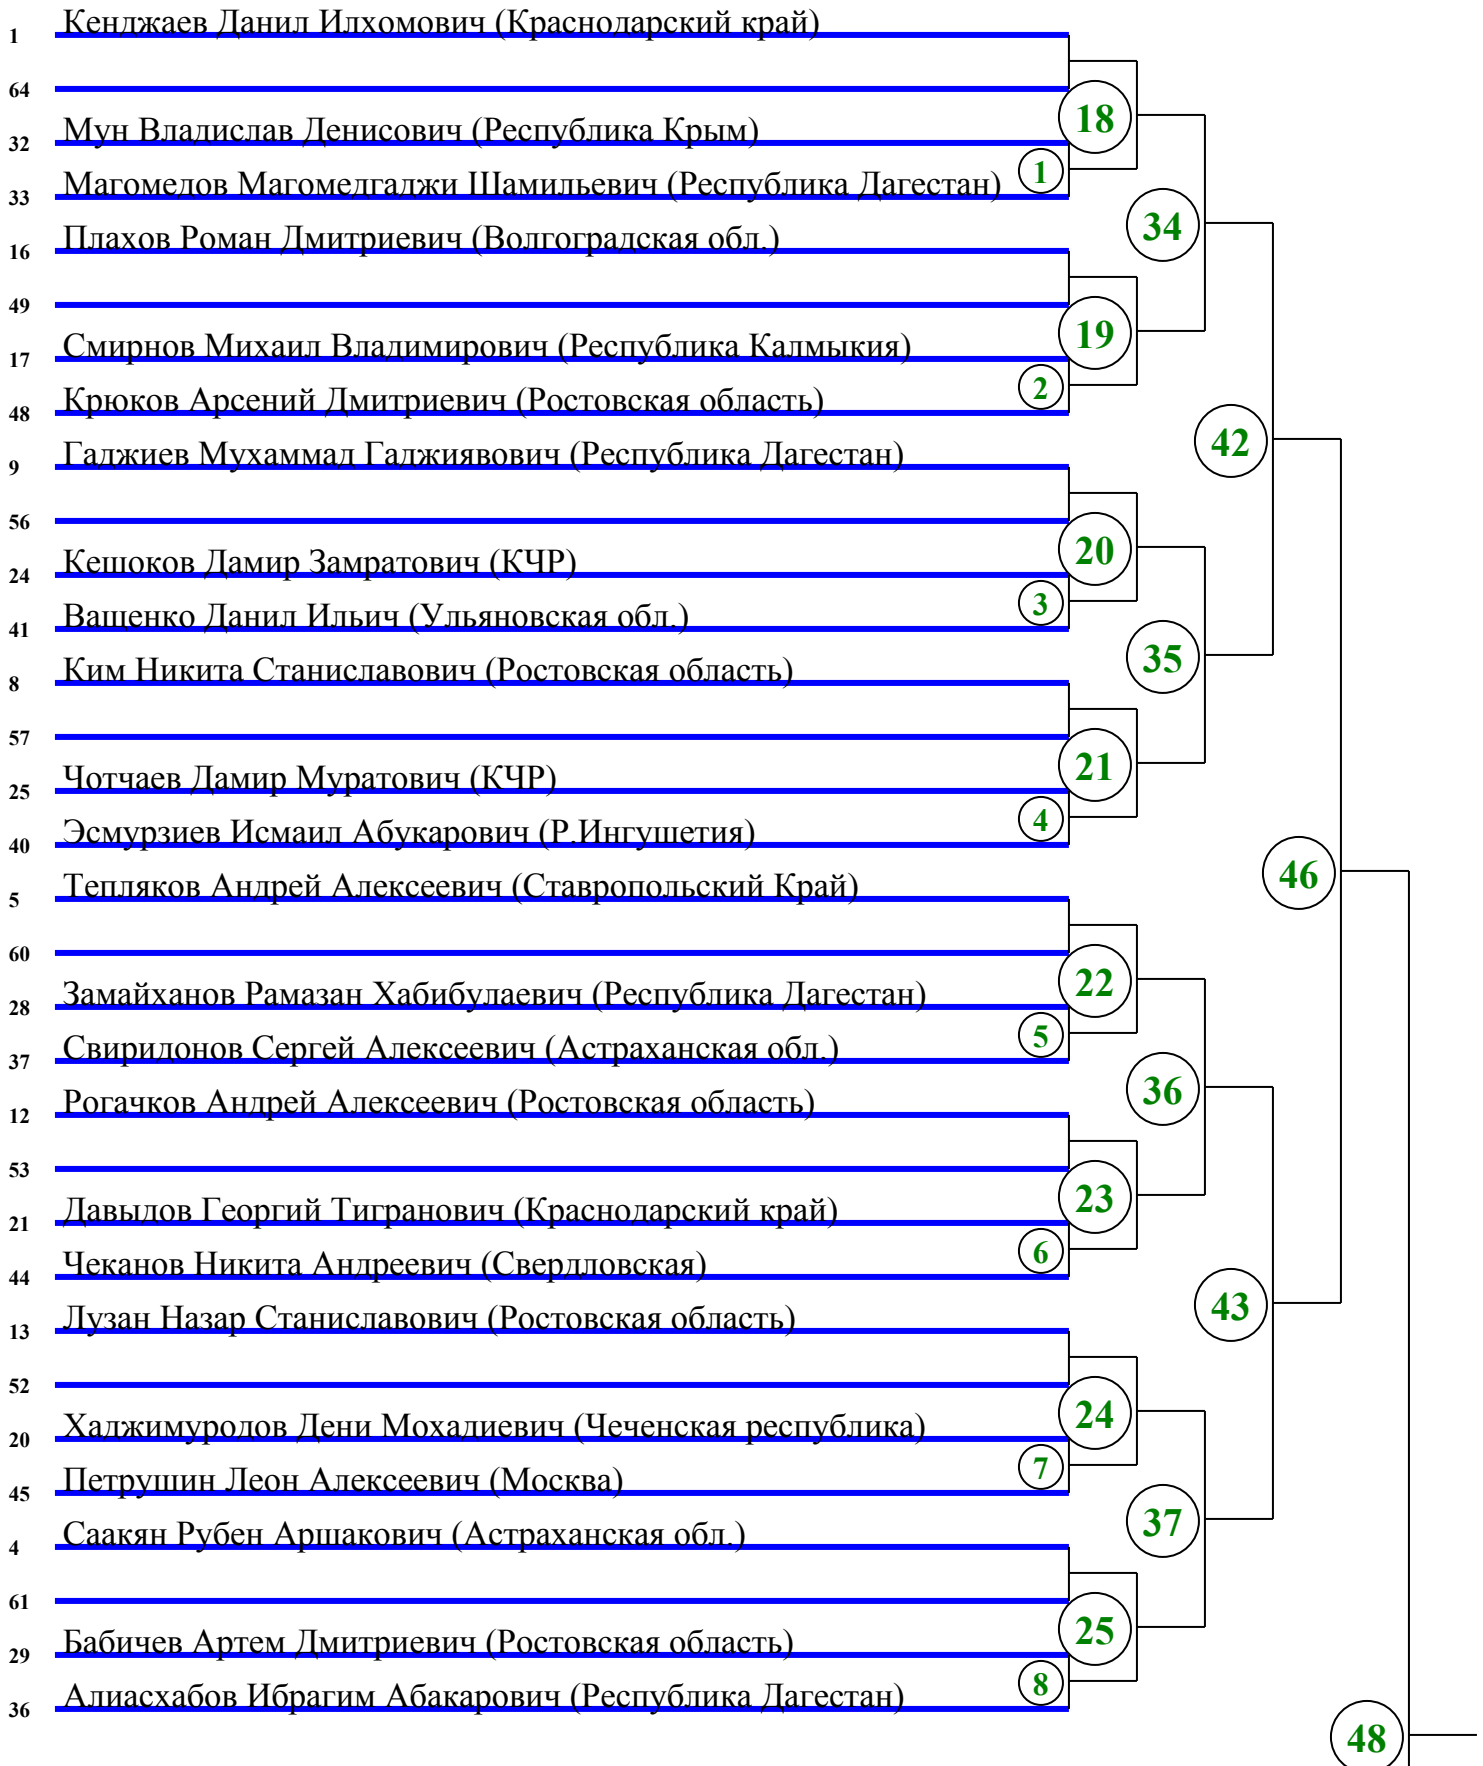 1 Кенджаев Данил Илхомович (Краснодарский край)
64
18
32 Мун Владислав Денисович (Республика Крым)
1
33 Магомедов Магомедгаджи Шамильевич (Республика Дагестан)
34
16 Плахов Роман Дмитриевич (Волгоградская обл.)
49
19
17 Смирнов Михаил Владимирович (Республика Калмыкия)
2
48 Крюков Арсений Дмитриевич (Ростовская область)
42
9 Гаджиев Мухаммад Гаджиявович (Республика Дагестан)
56
20
24 Кешоков Дамир Замратович (КЧР)
3
41 Ващенко Данил Ильич (Ульяновская обл.)
35
8 Ким Никита Станиславович (Ростовская область)
57
21
25 Чотчаев Дамир Муратович (КЧР)
4
40 Эсмурзиев Исмаил Абукарович (Р.Ингушетия)
46
5 Тепляков Андрей Алексеевич (Ставропольский Край)
60
22
28 Замайханов Рамазан Хабибулаевич (Республика Дагестан)
5
37 Свиридонов Сергей Алексеевич (Астраханская обл.)
36
12 Рогачков Андрей Алексеевич (Ростовская область)
53
23
21 Давыдов Георгий Тигранович (Краснодарский край)
6
44 Чеканов Никита Андреевич (Свердловская)
43
13 Лузан Назар Станиславович (Ростовская область)
52
24
20 Хаджимуродов Дени Мохадиевич (Чеченская республика)
7
45 Петрушин Леон Алексеевич (Москва)
37
4 Саакян Рубен Аршакович (Астраханская обл.)
61
25
29 Бабичев Артем Дмитриевич (Ростовская область)
8
36 Алиасхабов Ибрагим Абакарович (Республика Дагестан)
48